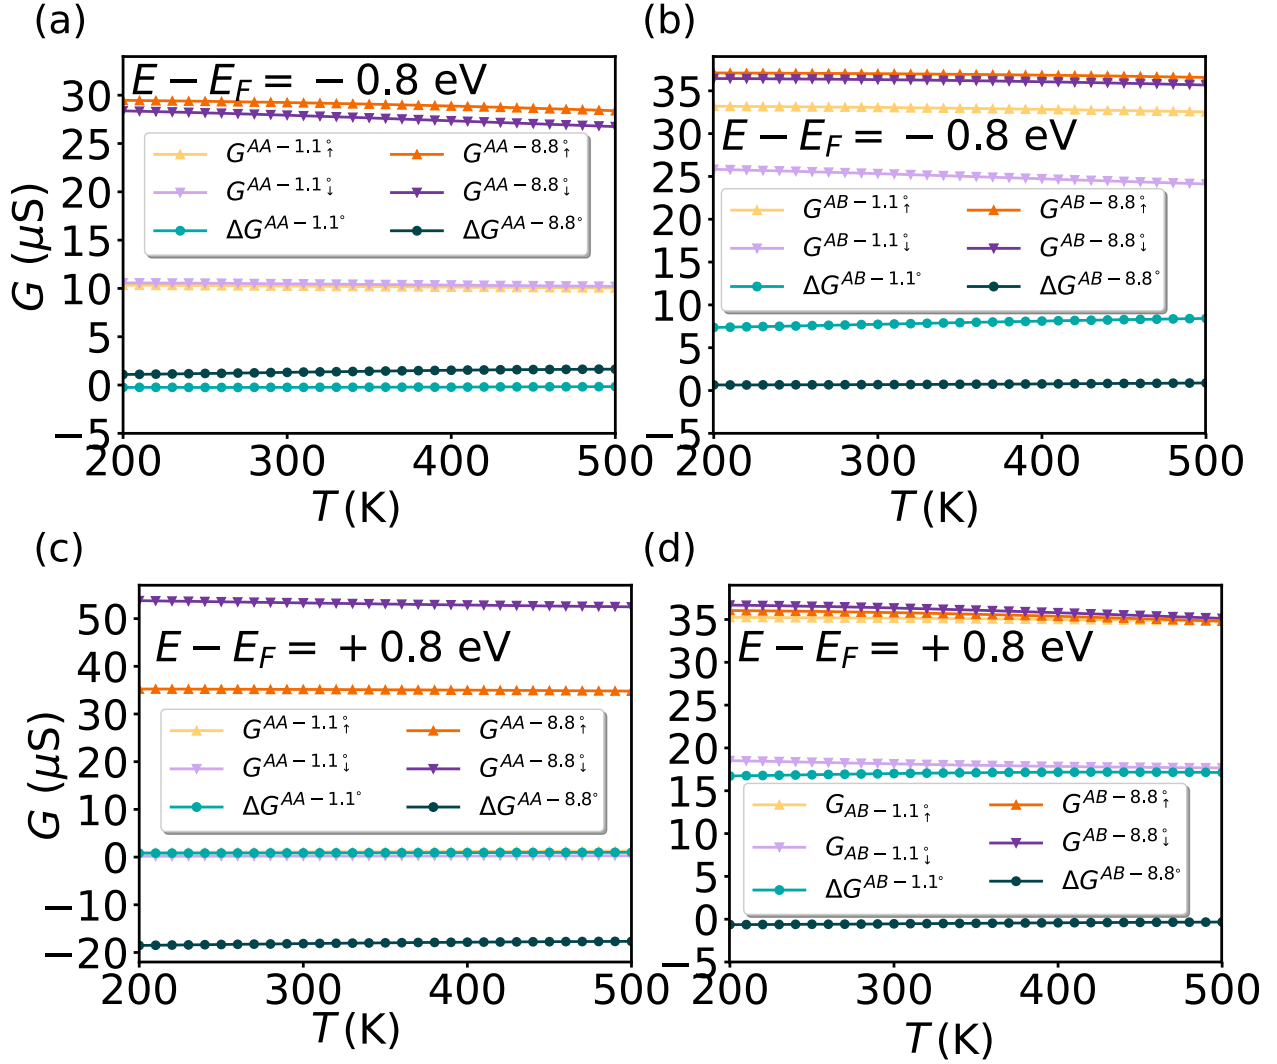 (a)
E − E_F = − 0.8 eV
G^{AA−1.1°}_↑ G^{AA−8.8°}_↑
G^{AA−1.1°}_↓ G^{AA−8.8°}_↓
ΔG^{AA−1.1°} ΔG^{AA−8.8°}
30
25
20
15
10
5
0
−5
G (μS)
200 300 400 500
T (K)
(b)
E − E_F = − 0.8 eV
G^{AB−1.1°}_↑ G^{AB−8.8°}_↑
G^{AB−1.1°}_↓ G^{AB−8.8°}_↓
ΔG^{AB−1.1°} ΔG^{AB−8.8°}
35
30
25
20
15
10
5
0
−5
200 300 400 500
T (K)
(c)
E − E_F = + 0.8 eV
G^{AA−1.1°}_↑ G^{AA−8.8°}_↑
G^{AA−1.1°}_↓ G^{AA−8.8°}_↓
ΔG^{AA−1.1°} ΔG^{AA−8.8°}
50
40
30
20
10
0
−10
−20
G (μS)
200 300 400 500
T (K)
(d)
E − E_F = + 0.8 eV
G_{AB−1.1°↑} G^{AB−8.8°}_↑
G_{AB−1.1°↓} G^{AB−8.8°}_↓
ΔG^{AB−1.1°} ΔG^{AB−8.8°}
35
30
25
20
15
10
5
0
−5
200 300 400 500
T (K)